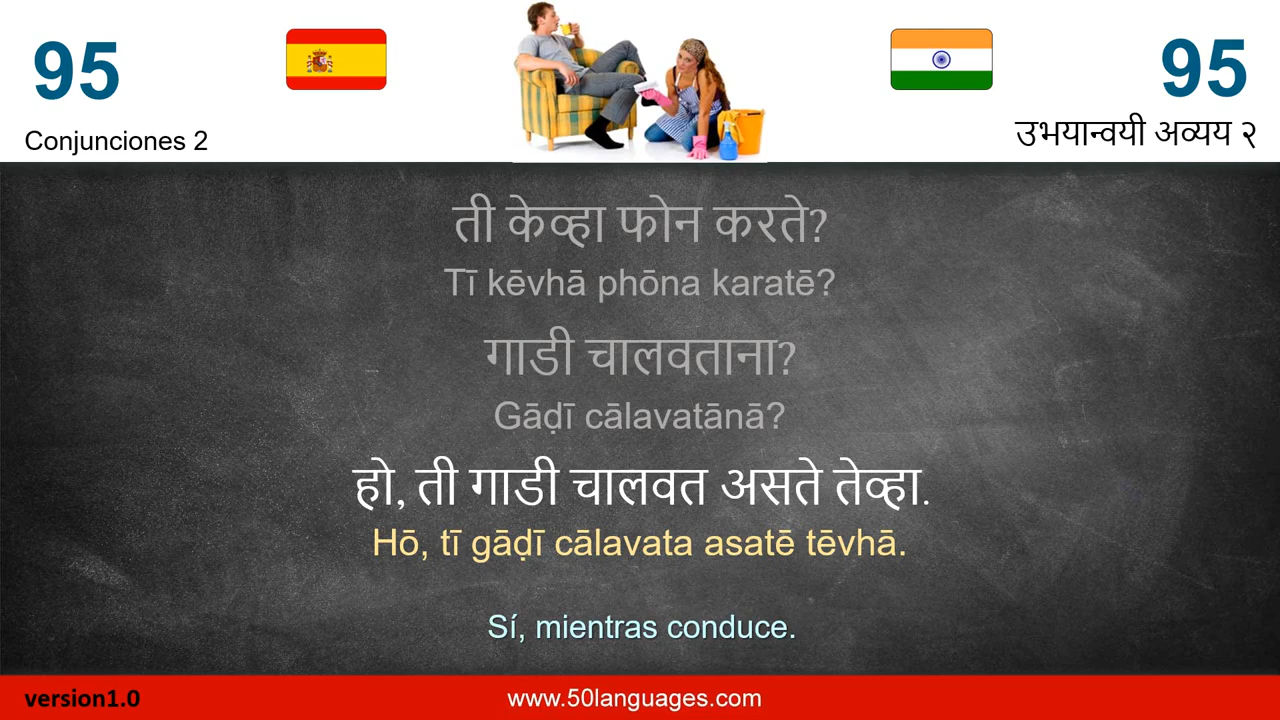 95
95
Conjunciones 2
उभयान्वयी अव्यय २
ती केव्हा फोन करते?
Tī kēvhā phōna karatē?
गाडी चालवताना?
Gāḍī cālavatānā?
हो, ती गाडी चालवत असते तेव्हा.
Hō, tī gāḍī cālavata asatē tēvhā.
Sí, mientras conduce.
version1.0
www.50languages.com